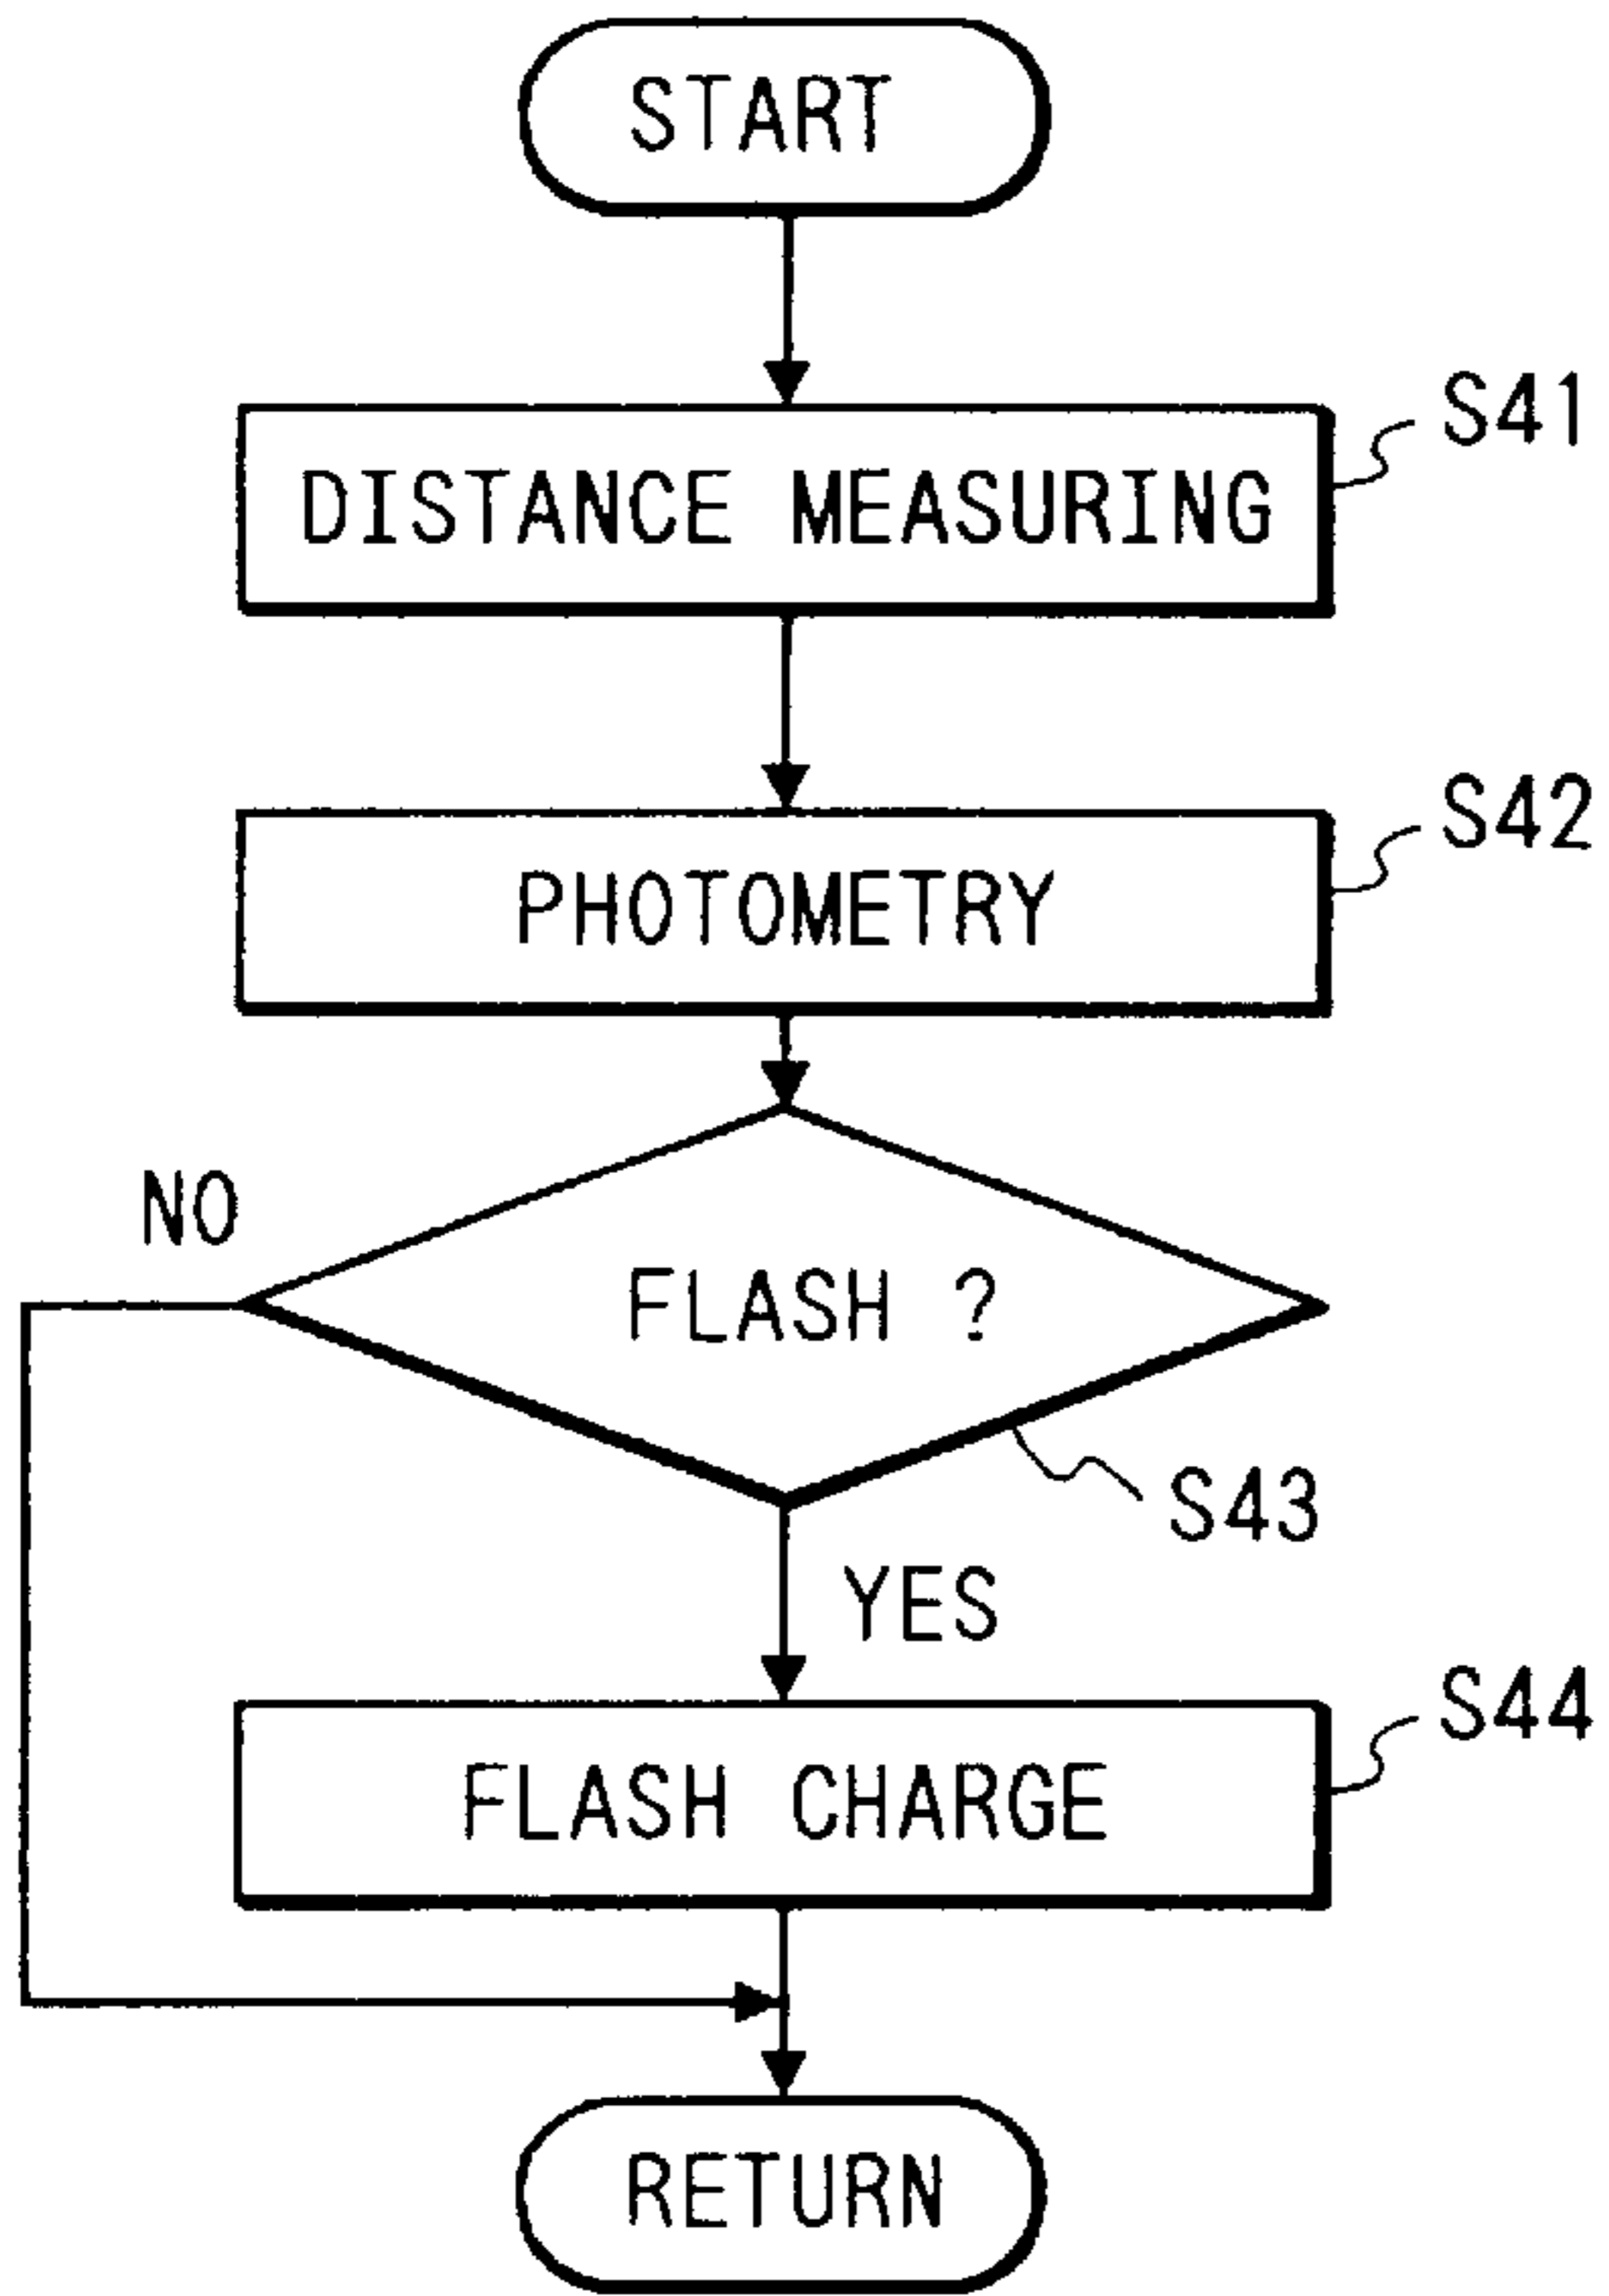 START
S41
DISTANCE MEASURING
S42
PHOTOMETRY
NO
FLASH ?
S43
YES
S44
FLASH CHARGE
RETURN